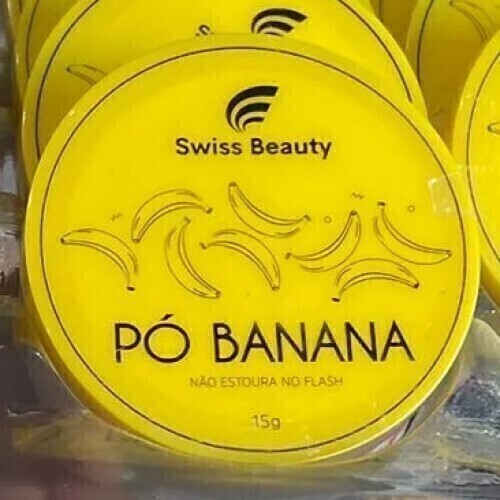 Swiss Beauty
PÓ BANANA
NÃO ESTOURA NO FLASH
15g